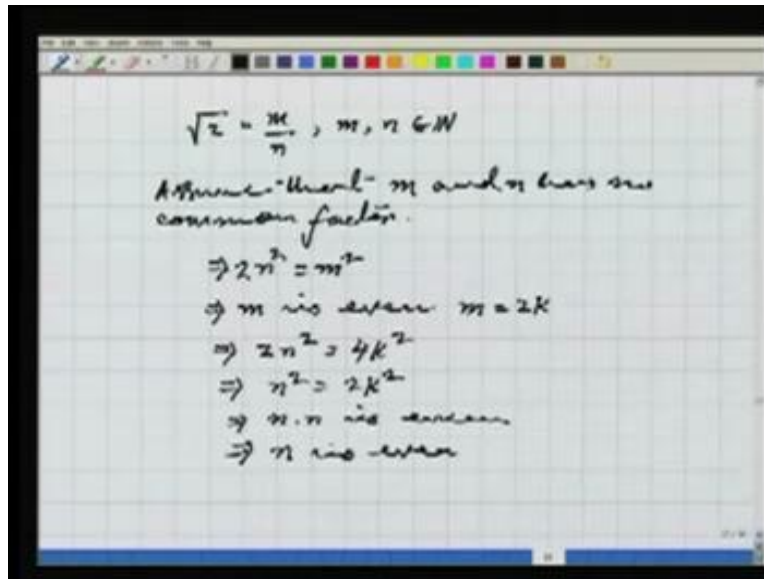 √2 = m/n, m, n ∈ N
Assume that m and n has no
common factor.
⇒ 2n² = m²
⇒ m is even m = 2k
⇒ 2n² = 4k²
⇒ n² = 2k²
⇒ n.n is even
⇒ n is even